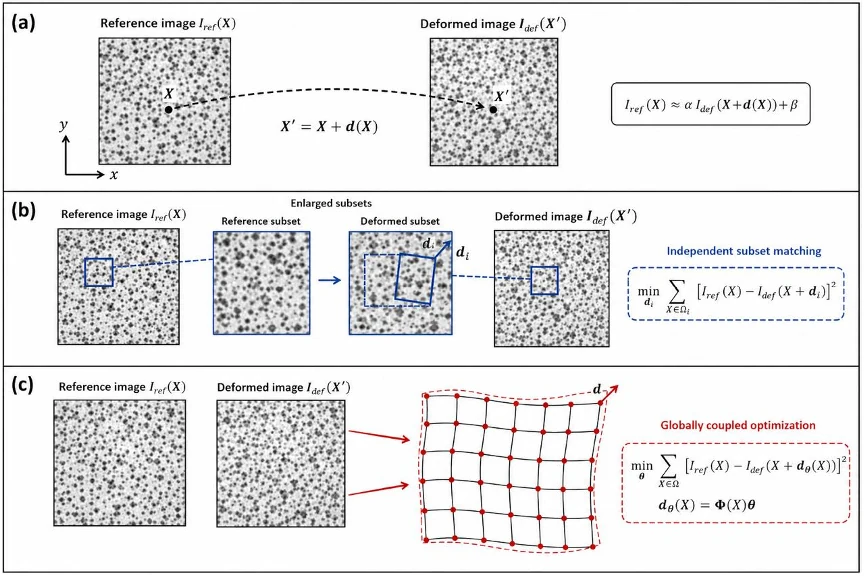 (a)
Reference image I_ref(X)
Deformed image I_def(X′)
X
X′
X′ = X + d(X)
y
x
I_ref(X) ≈ α I_def(X+d(X))+β
(b)
Reference image I_ref(X)
Enlarged subsets
Reference subset
Deformed subset
d_i
d_i
Deformed image I_def(X′)
Independent subset matching
min_{d_i} ∑_{X∈Ω_i} [I_ref(X) − I_def(X + d_i)]²
(c)
Reference image I_ref(X)
Deformed image I_def(X′)
d
Globally coupled optimization
min_θ ∑_{X∈Ω} [I_ref(X) − I_def(X + d_θ(X))]²
d_θ(X) = Φ(X)θ